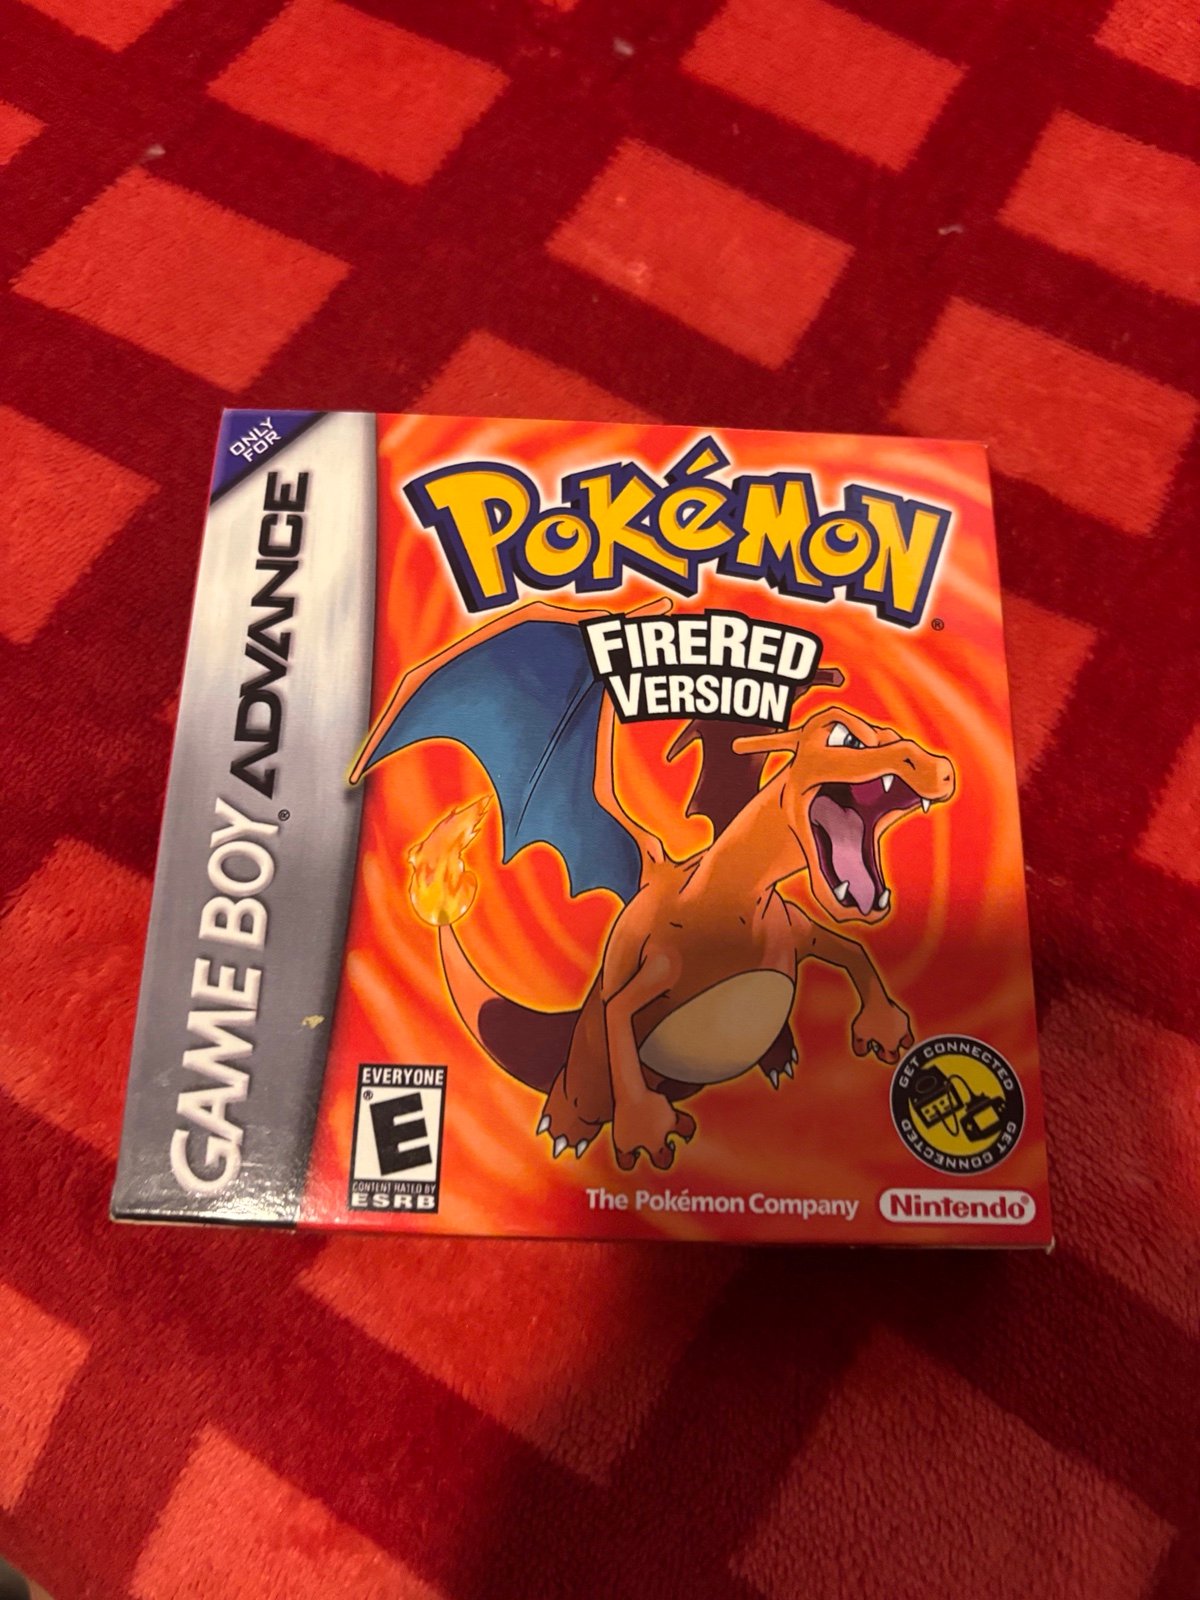 ONLY
FOR
GAME BOY® ADVANCE
POKéMON®
FIRERED
VERSION
EVERYONE
E®
CONTENT RATED BY
ESRB
GET CONNECTED
GET CONNECTED
The Pokémon Company
Nintendo®